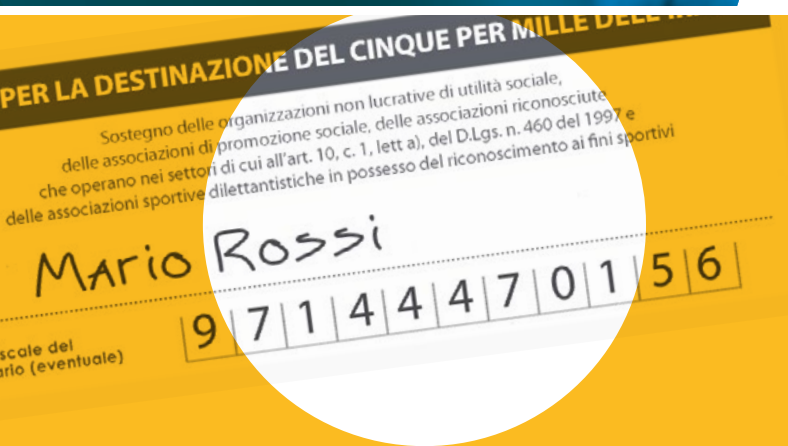 PER LA DESTINAZIONE DEL CINQUE PER MILLE DELL'
Sostegno delle organizzazioni non lucrative di utilità sociale,
delle associazioni di promozione sociale, delle associazioni riconosciute
che operano nei settori di cui all'art. 10, c. 1, lett a), del D.Lgs. n. 460 del 1997 e
delle associazioni sportive dilettantistiche in possesso del riconoscimento ai fini sportivi
Mario Rossi
del
(eventuale)
97144470156